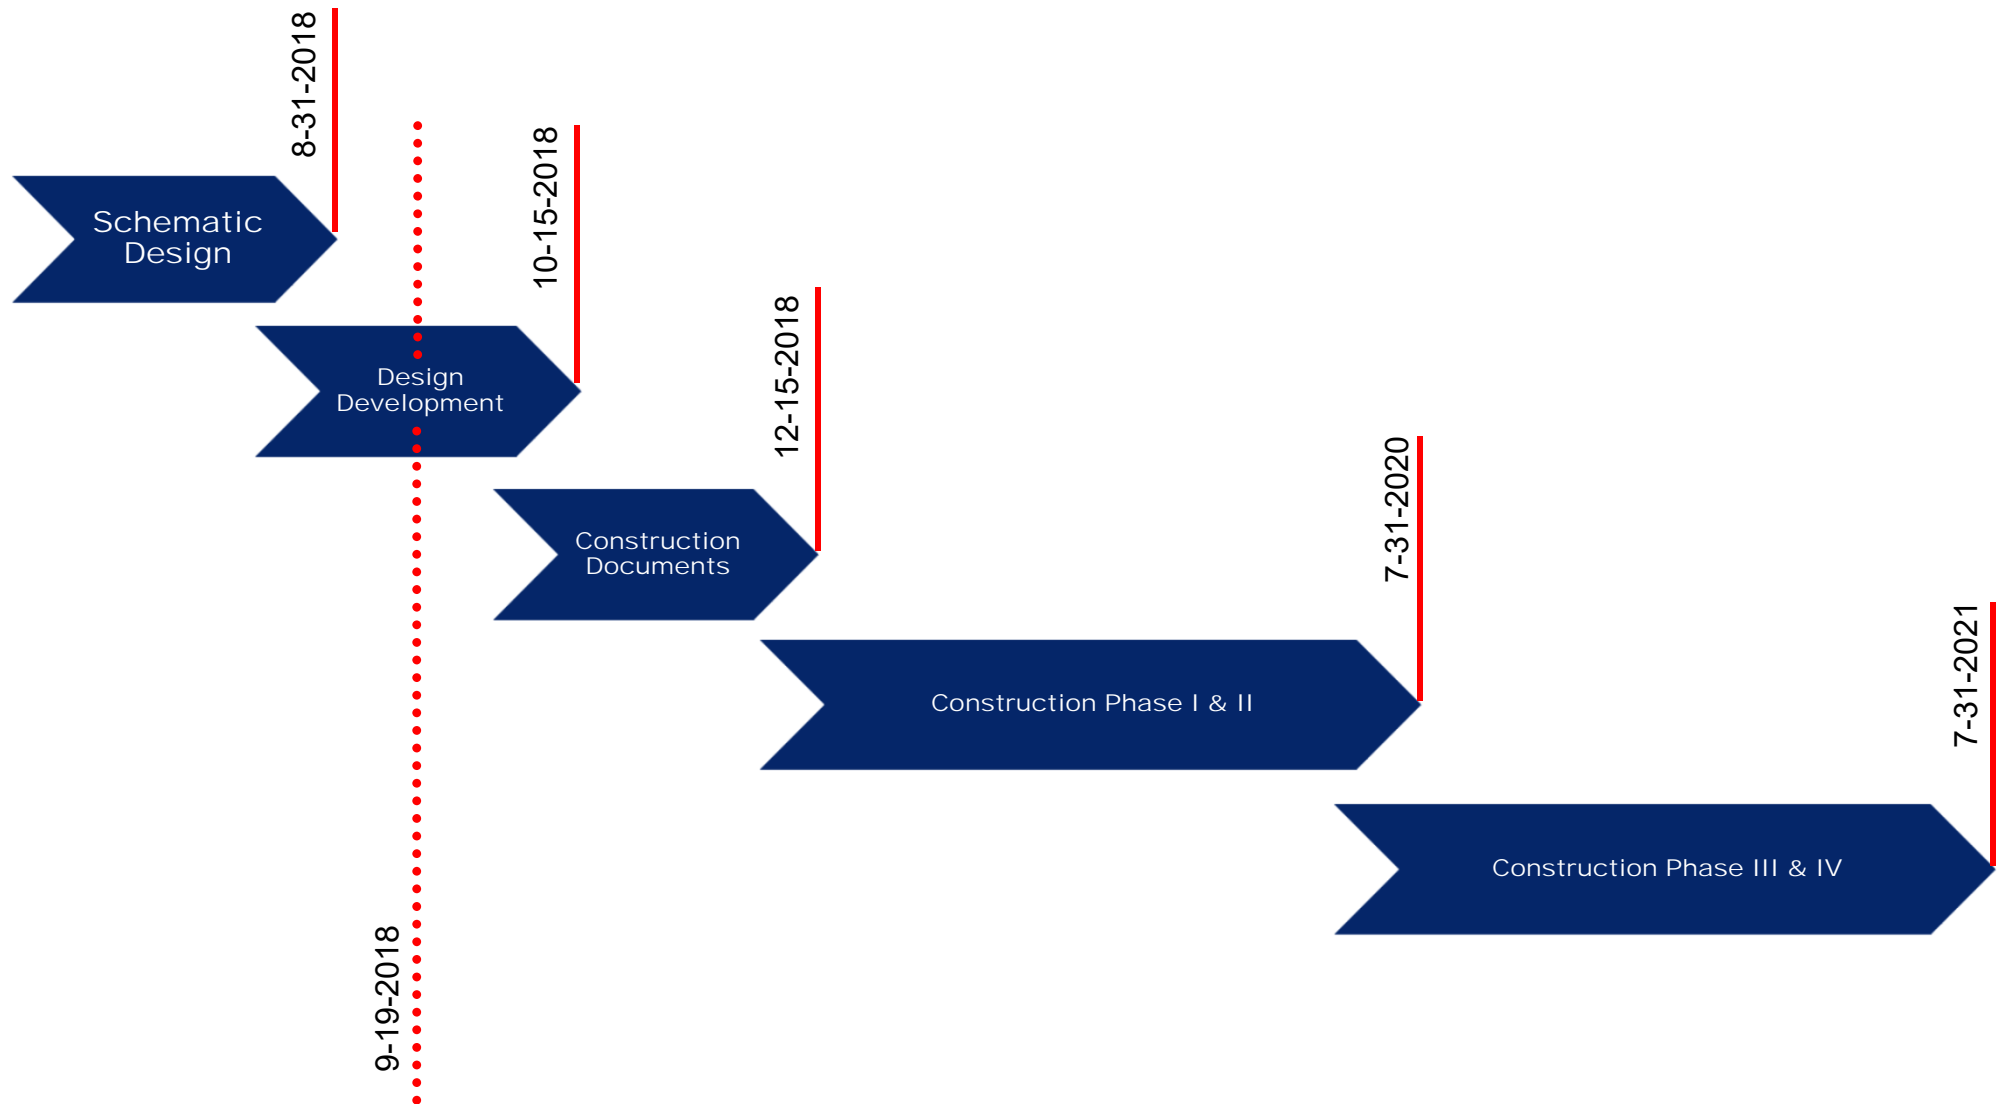 8-31-2018
Schematic
Design
10-15-2018
Design
Development
12-15-2018
Construction
Documents
7-31-2020
Construction Phase I & II
7-31-2021
Construction Phase III & IV
9-19-2018